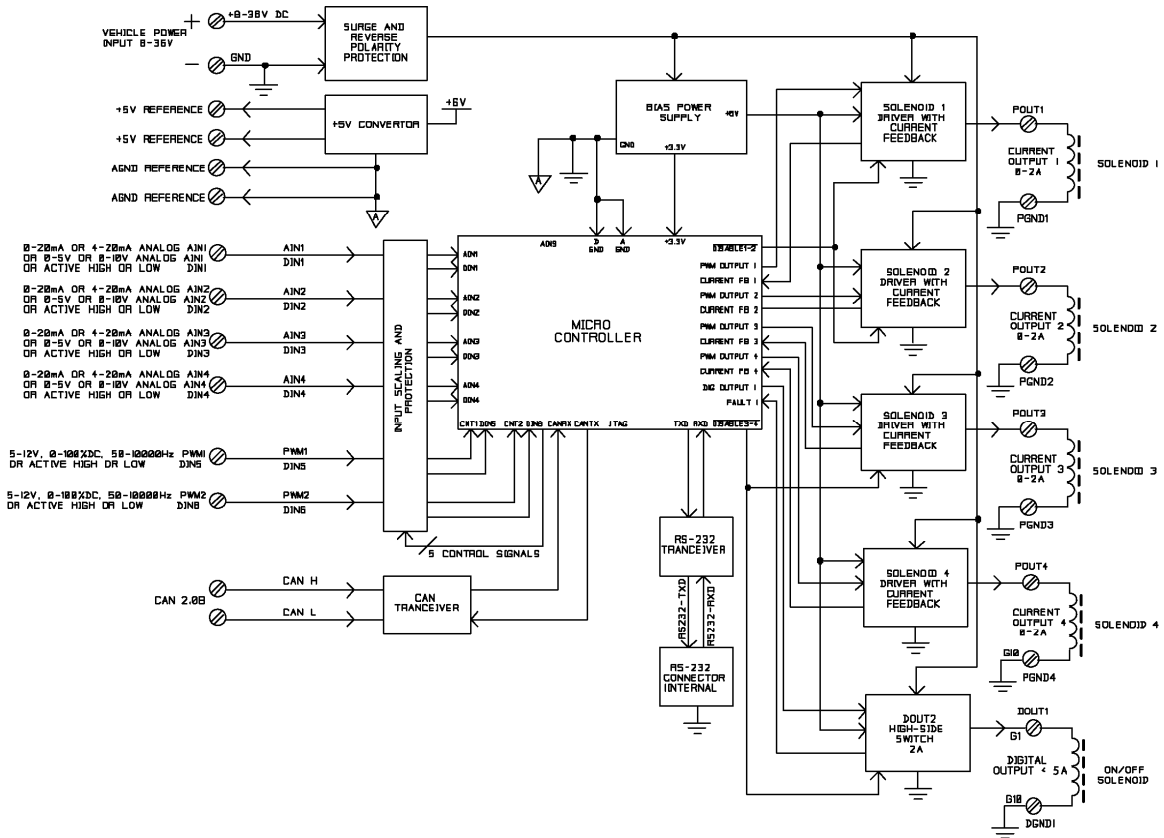 +8-36V DC
VEHICLE POWER
INPUT 8-36V
GND
SURGE AND
REVERSE
POLARITY
PROTECTION
+5V REFERENCE
+5V REFERENCE
AGND REFERENCE
AGND REFERENCE
+5V CONVERTOR
+6V
A
BIAS POWER
SUPPLY
+6V
GND
+3.3V
A
SOLENOID 1
DRIVER WITH
CURRENT
FEEDBACK
POUT1
CURRENT
OUTPUT 1
0-2A
PGND1
SOLENOID 1
0-20mA OR 4-20mA ANALOG AIN1
OR 0-5V OR 0-10V ANALOG AIN1
OR ACTIVE HIGH OR LOW DIN1
AIN1
DIN1
0-20mA OR 4-20mA ANALOG AIN2
OR 0-5V OR 0-10V ANALOG AIN2
OR ACTIVE HIGH OR LOW DIN2
AIN2
DIN2
0-20mA OR 4-20mA ANALOG AIN3
OR 0-5V OR 0-10V ANALOG AIN3
OR ACTIVE HIGH OR LOW DIN3
AIN3
DIN3
0-20mA OR 4-20mA ANALOG AIN4
OR 0-5V OR 0-10V ANALOG AIN4
OR ACTIVE HIGH OR LOW DIN4
AIN4
DIN4
5-12V, 0-100%DC, 50-10000Hz PWM1
OR ACTIVE HIGH OR LOW DIN5
PWM1
DIN5
5-12V, 0-100%DC, 50-10000Hz PWM2
OR ACTIVE HIGH OR LOW DIN6
PWM2
DIN6
INPUT SCALING AND
PROTECTION
D
GND
A
GND
+3.3V
DISABLE1-2
MICRO
CONTROLLER
PWM OUTPUT 1
CURRENT FB 1
PWM OUTPUT 2
CURRENT FB 2
PWM OUTPUT 3
CURRENT FB 3
PWM OUTPUT 4
CURRENT FB 4
DIG OUTPUT 1
FAULT 1
CNT1
CNT2
CANRX
CANTX
JTAG
TXD
RXD
DISABLE3-4
5 CONTROL SIGNALS
CAN 2.0B
CAN H
CAN L
CAN
TRANCEIVER
RS-232
TRANCEIVER
RS232-TXD
RS232-RXD
RS-232
CONNECTOR
INTERNAL
SOLENOID 2
DRIVER WITH
CURRENT
FEEDBACK
POUT2
CURRENT
OUTPUT 2
0-2A
PGND2
SOLENOID 2
SOLENOID 3
DRIVER WITH
CURRENT
FEEDBACK
POUT3
CURRENT
OUTPUT 3
0-2A
PGND3
SOLENOID 3
SOLENOID 4
DRIVER WITH
CURRENT
FEEDBACK
POUT4
CURRENT
OUTPUT 4
0-2A
G10
PGND4
SOLENOID 4
DOUT2
HIGH-SIDE
SWITCH
2A
DOUT1
G1
DIGITAL
OUTPUT < 5A
G10
DGND1
ON/OFF
SOLENOID